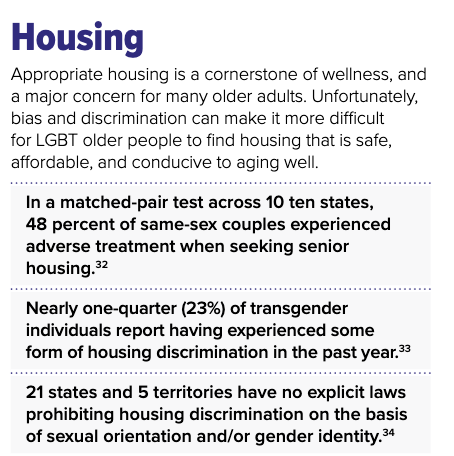 Housing
Appropriate housing is a cornerstone of wellness, and
a major concern for many older adults. Unfortunately,
bias and discrimination can make it more difficult
for LGBT older people to find housing that is safe,
affordable, and conducive to aging well.
In a matched-pair test across 10 ten states,
48 percent of same-sex couples experienced
adverse treatment when seeking senior
housing.³²
Nearly one-quarter (23%) of transgender
individuals report having experienced some
form of housing discrimination in the past year.³³
21 states and 5 territories have no explicit laws
prohibiting housing discrimination on the basis
of sexual orientation and/or gender identity.³⁴